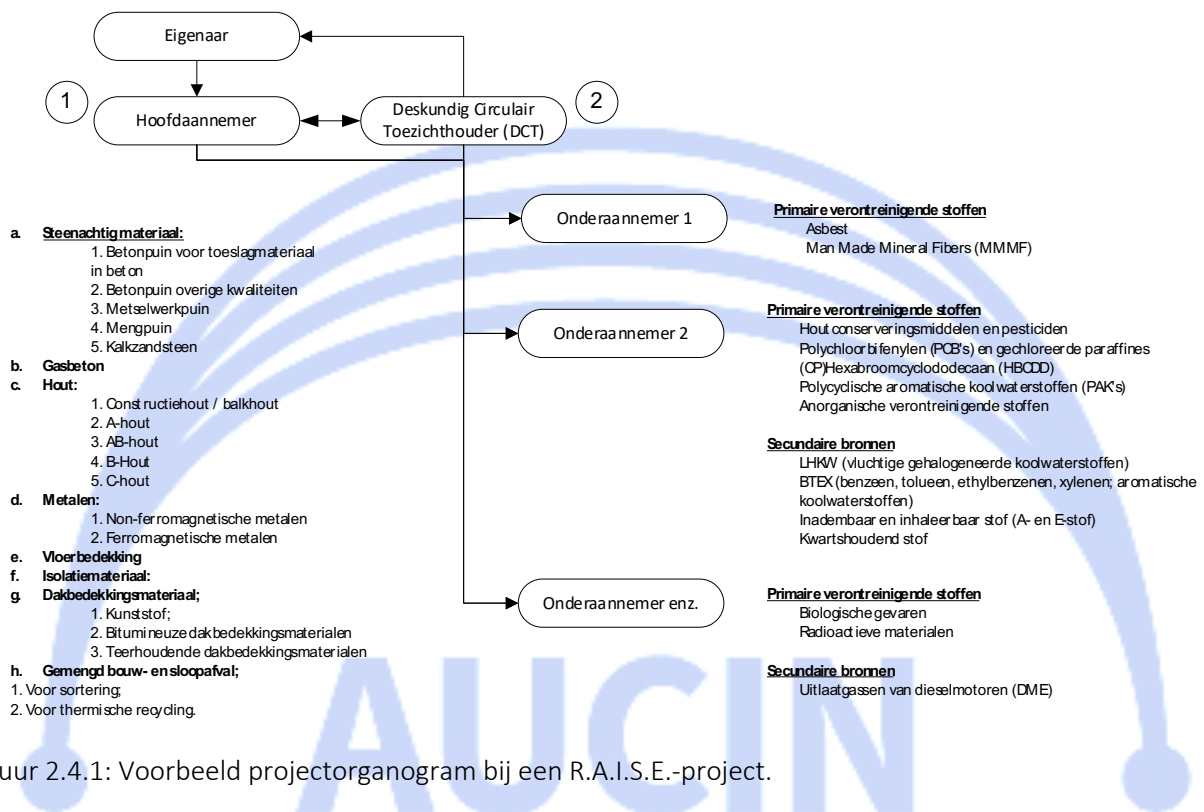 Eigenaar
1
Hoofdaannemer
Deskundig Circulair
Toezichthouder (DCT)
2
Onderaannemer 1
Primaire verontreinigende stoffen
Asbest
Man Made Mineral Fibers (MMMF)
a. Steenachtig materiaal:
1. Betonpuin voor toeslagmateriaal
in beton
2. Betonpuin overige kwaliteiten
3. Metselwerkpuin
4. Mengpuin
5. Kalkzandsteen
b. Gasbeton
c. Hout:
1. Constructiehout / balkhout
2. A-hout
3. AB-hout
4. B-Hout
5. C-hout
d. Metalen:
1. Non-ferromagnetische metalen
2. Ferromagnetische metalen
e. Vloerbedekking
f. Isolatiemateriaal:
g. Dakbedekkingsmateriaal;
1. Kunststof;
2. Bitumineuze dakbedekkingsmaterialen
3. Teerhoudende dakbedekkingsmaterialen
h. Gemengd bouw- en sloopafval;
1. Voor sortering;
2. Voor thermische recycling.
Onderaannemer 2
Primaire verontreinigende stoffen
Houtconserveringsmiddelen en pesticiden
Polychloorbifenylen (PCB's) en gechloreerde paraffines
(CP)Hexabroomcyclododecaan (HBCDD)
Polycyclische aromatische koolwaterstoffen (PAK's)
Anorganische verontreinigende stoffen
Secundaire bronnen
LHKW (vluchtige gehalogeneerde koolwaterstoffen)
BTEX (benzeen, tolueen, ethylbenzenen, xylenen; aromatische
koolwaterstoffen)
Inadembaar en inhaleerbaar stof (A- en E-stof)
Kwartshoudend stof
Onderaannemer enz.
Primaire verontreinigende stoffen
Biologische gevaren
Radioactieve materialen
Secundaire bronnen
Uitlaatgassen van dieselmotoren (DME)
AUCIN
uur 2.4.1: Voorbeeld projectorganogram bij een R.A.I.S.E.-project.